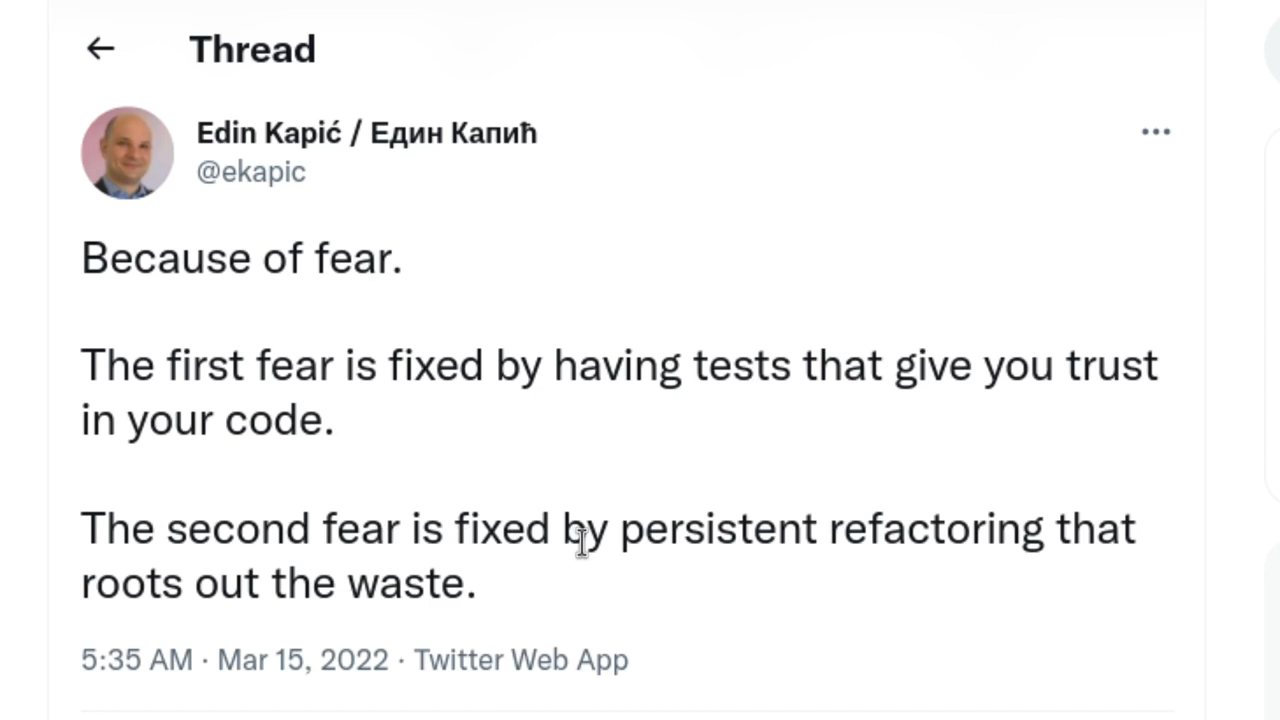 Thread
Edin Kapić / Един Капић
@ekapic
Because of fear.
The first fear is fixed by having tests that give you trust
in your code.
The second fear is fixed by persistent refactoring that
roots out the waste.
5:35 AM · Mar 15, 2022 · Twitter Web App